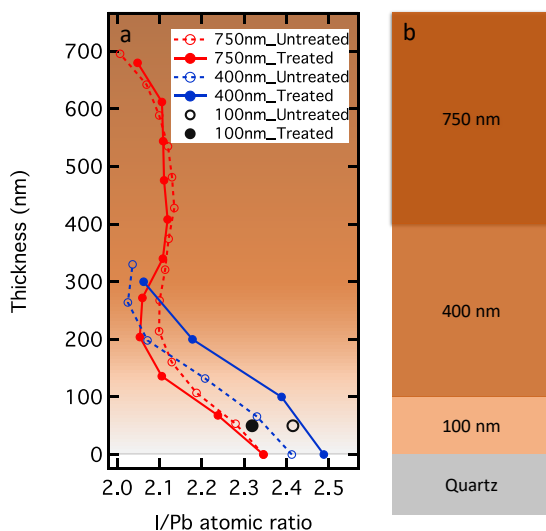 a
750nm_Untreated
750nm_Treated
400nm_Untreated
400nm_Treated
100nm_Untreated
100nm_Treated
Thickness (nm)
700
600
500
400
300
200
100
0
2.0 2.1 2.2 2.3 2.4 2.5
I/Pb atomic ratio
b
750 nm
400 nm
100 nm
Quartz